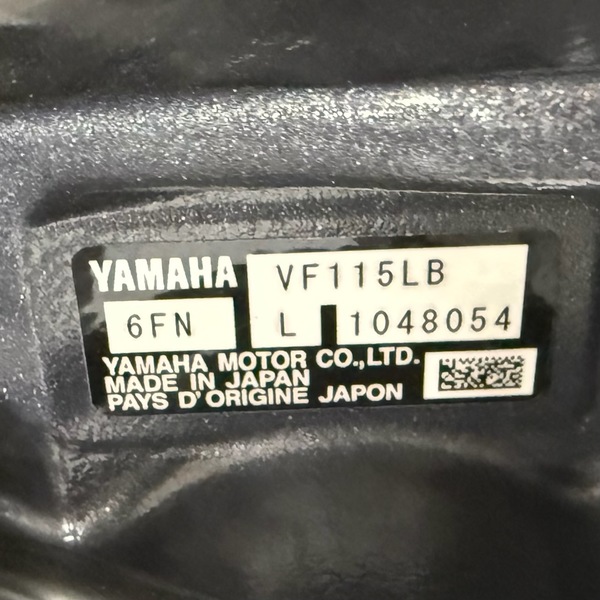 YAMAHA VF115LB
6FN L 1048054
YAMAHA MOTOR CO.,LTD.
MADE IN JAPAN
PAYS D'ORIGINE JAPON